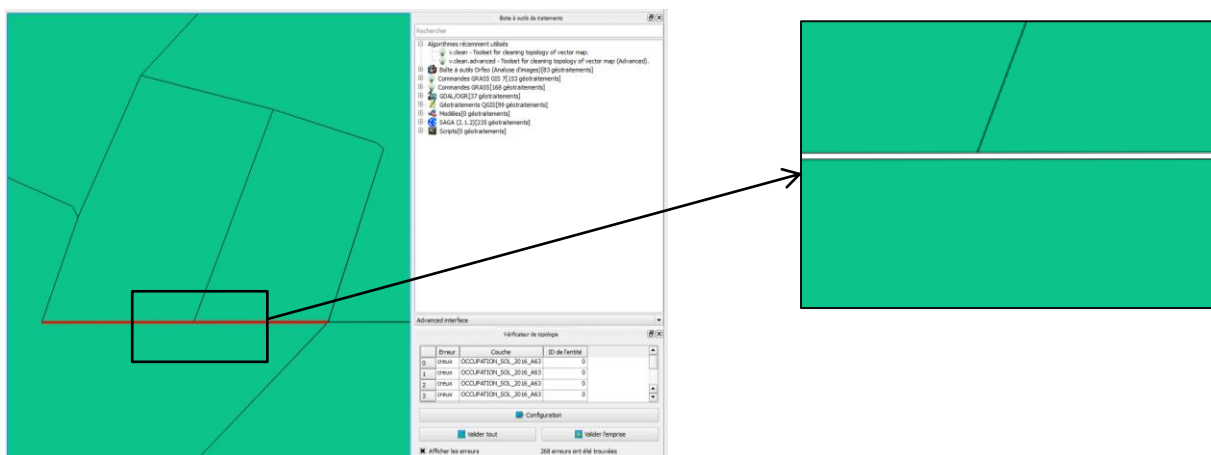 Boite à outils de traitements
Rechercher
Algorithmes récemment utilisés
v.clean - Toolset for cleaning topology of vector map.
v.clean.advanced - Toolset for cleaning topology of vector map (Advanced).
Boîte à outils Orfeo (Analyse d'images)[83 géotraitements]
Commandes GRASS GIS 7[153 géotraitements]
Commandes GRASS[168 géotraitements]
GDAL/OGR[37 géotraitements]
Géotraitements QGIS[99 géotraitements]
Modèles[0 géotraitements]
SAGA (2.1.2)[235 géotraitements]
Scripts[0 géotraitements]
Advanced interface
Vérificateur de topologie
Erreur Couche ID de l'entité
0 creux OCCUPATION_SOL_2016_A63 0
1 creux OCCUPATION_SOL_2016_A63 0
2 creux OCCUPATION_SOL_2016_A63 0
3 creux OCCUPATION_SOL_2016_A63 0
Configuration
Valider tout Valider l'emprise
Afficher les erreurs 268 erreurs ont été trouvées